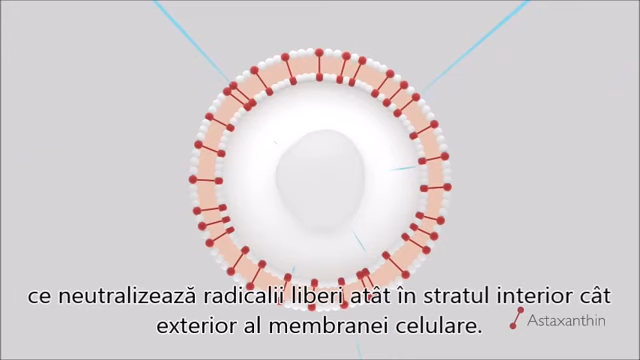 ce neutralizează radicalii liberi atât în stratul interior cât
exterior al membranei celulare.
Astaxanthin